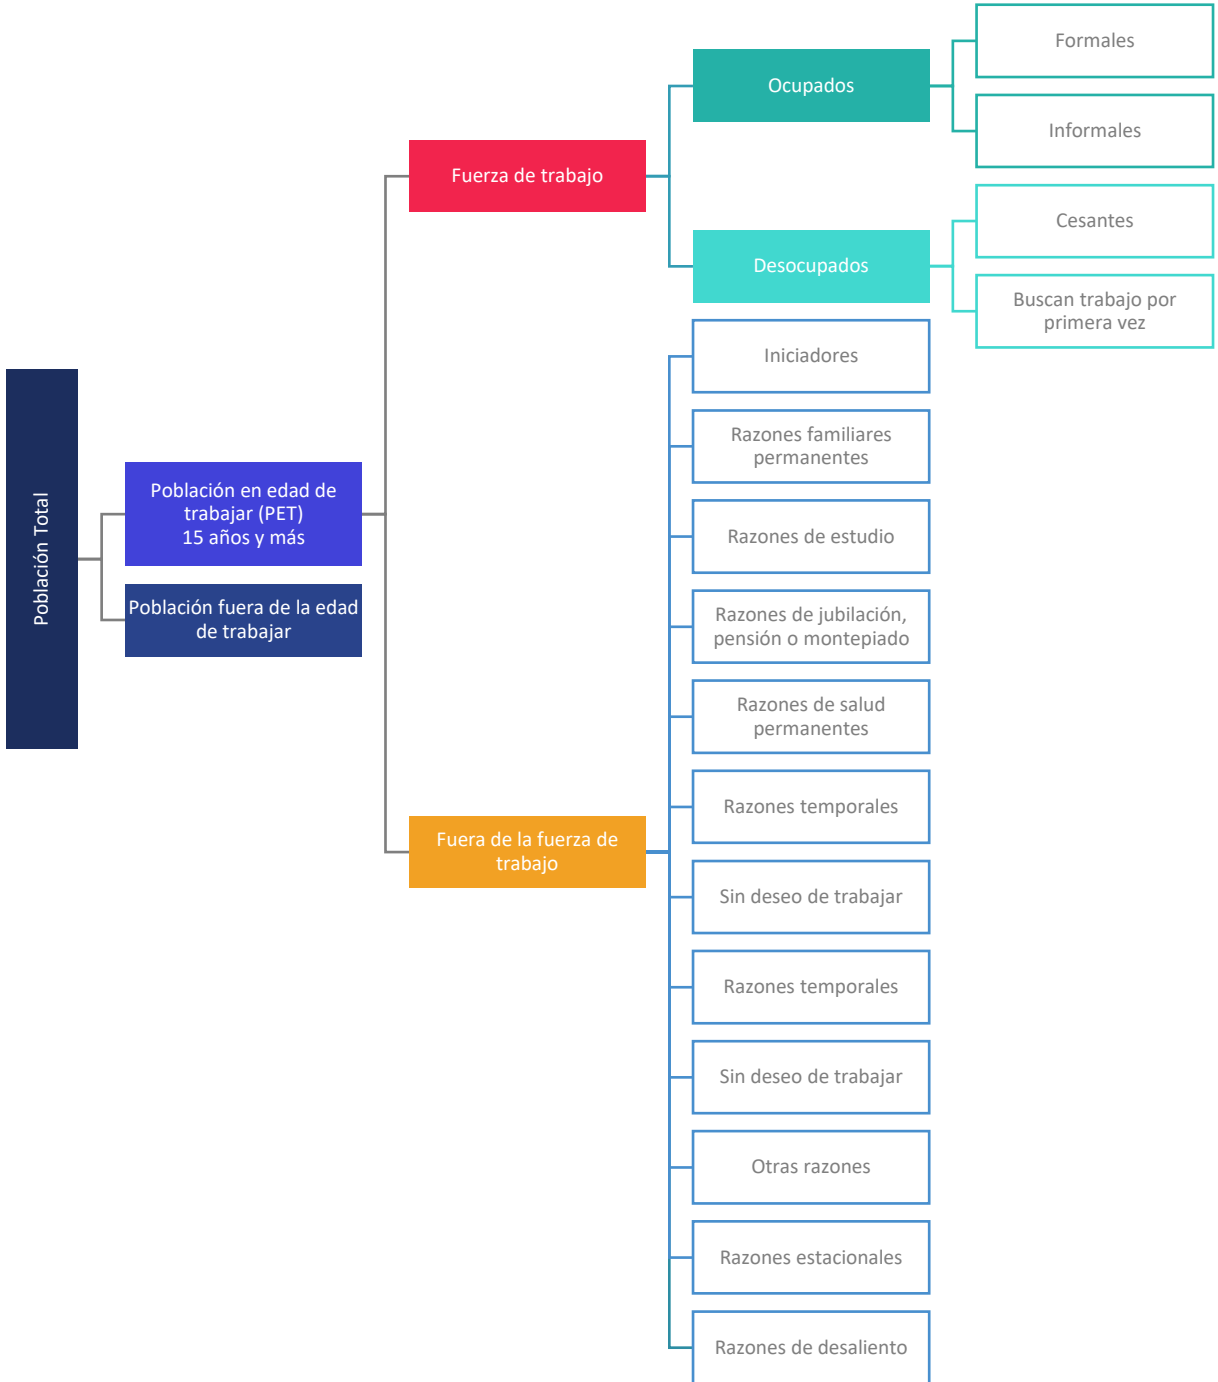 Población Total
Población en edad de
trabajar (PET)
15 años y más
Población fuera de la edad
de trabajar
Fuerza de trabajo
Ocupados
Formales
Informales
Desocupados
Cesantes
Buscan trabajo por
primera vez
Fuera de la fuerza de
trabajo
Iniciadores
Razones familiares
permanentes
Razones de estudio
Razones de jubilación,
pensión o montepiado
Razones de salud
permanentes
Razones temporales
Sin deseo de trabajar
Razones temporales
Sin deseo de trabajar
Otras razones
Razones estacionales
Razones de desaliento